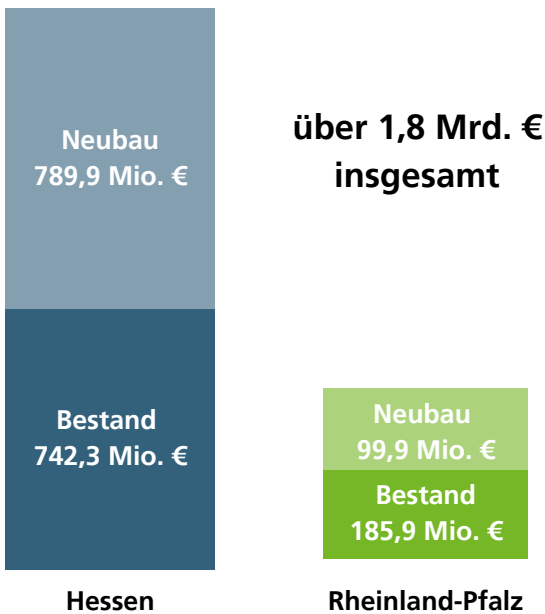 Neubau
789,9 Mio. €
über 1,8 Mrd. €
insgesamt
Bestand
742,3 Mio. €
Neubau
99,9 Mio. €
Bestand
185,9 Mio. €
Hessen
Rheinland-Pfalz